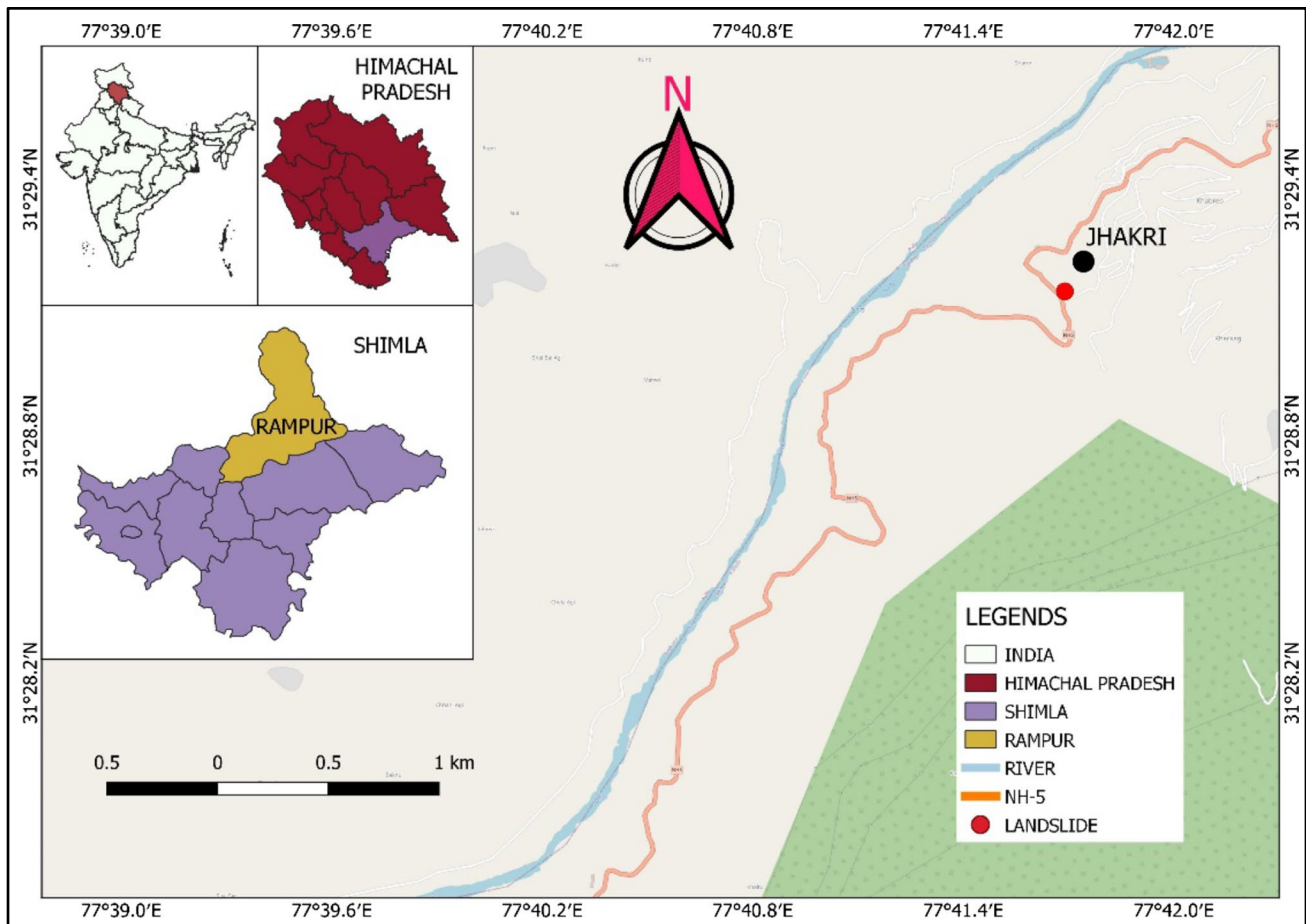 77°39.0′E 77°39.6′E 77°40.2′E 77°40.8′E 77°41.4′E 77°42.0′E
HIMACHAL
PRADESH
N
31°29.4′N
31°29.4′N
JHAKRI
SHIMLA
RAMPUR
31°28.8′N
31°28.8′N
LEGENDS
INDIA
HIMACHAL PRADESH
SHIMLA
RAMPUR
RIVER
NH-5
LANDSLIDE
31°28.2′N
31°28.2′N
0.5 0 0.5 1 km
77°39.0′E 77°39.6′E 77°40.2′E 77°40.8′E 77°41.4′E 77°42.0′E